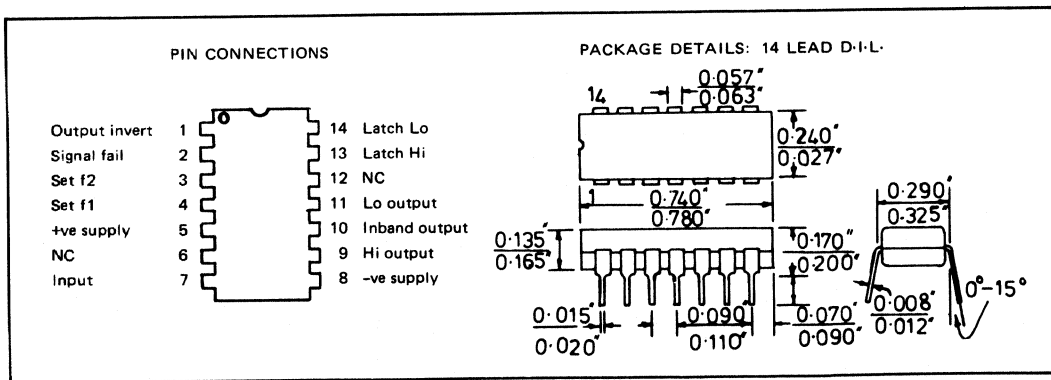 PIN CONNECTIONS
Output invert 1
Signal fail 2
Set f2 3
Set f1 4
+ve supply 5
NC 6
Input 7
14 Latch Lo
13 Latch Hi
12 NC
11 Lo output
10 Inband output
9 Hi output
8 -ve supply
PACKAGE DETAILS: 14 LEAD D·I·L·
14
0·057"
0·063"
0·240"
0·027"
1
0·740"
0·780"
0·290"
0·325"
0·135"
0·165"
0·170"
0·200"
0·015"
0·020"
0·090"
0·110"
0·070"
0·090"
0·008"
0·012"
0°-15°